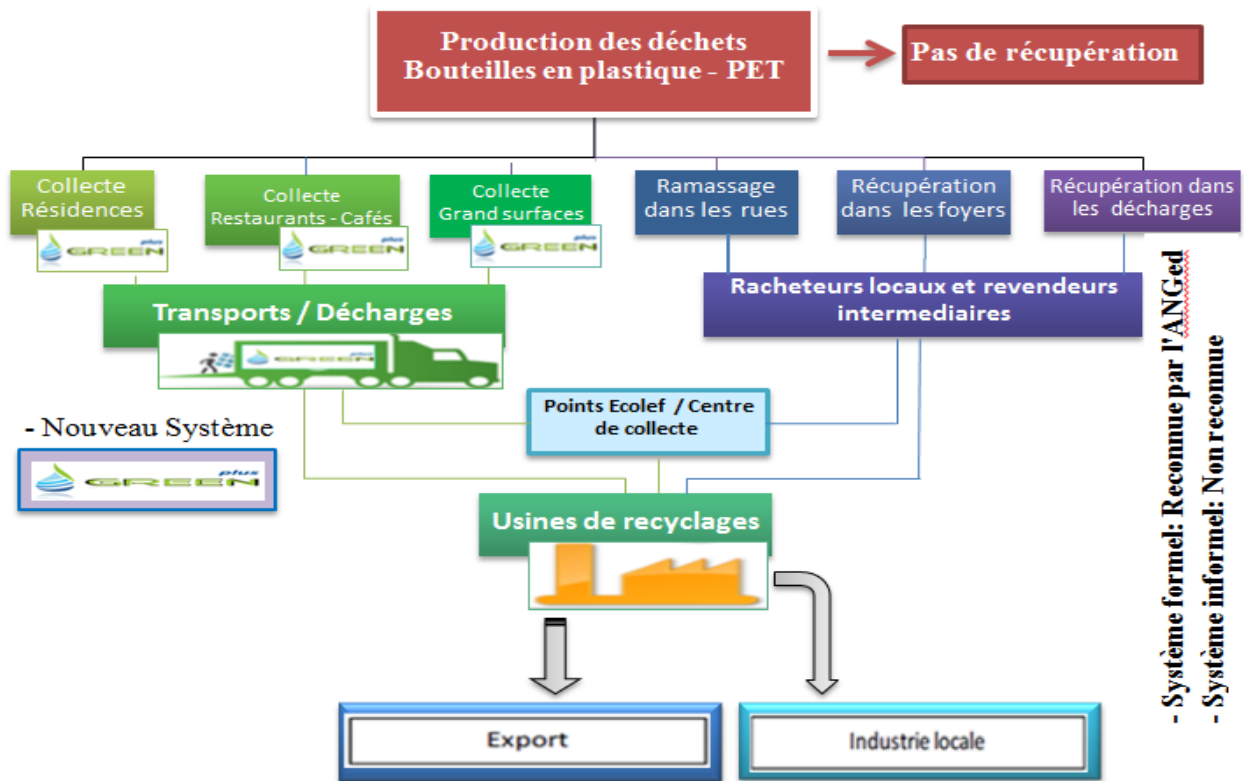 Production des déchets
Bouteilles en plastique - PET
Pas de récupération
Collecte
Résidences
GREEN plus
Collecte
Restaurants - Cafés
GREEN plus
Collecte
Grand surfaces
GREEN plus
Ramassage
dans les rues
Récupération
dans les foyers
Récupération dans
les décharges
Transports / Décharges
GREEN plus
Racheteurs locaux et revendeurs
intermediaires
Points Ecolef / Centre
de collecte
- Nouveau Système
GREEN plus
Usines de recyclages
Export
Industrie locale
- Système formel: Reconnue par l'ANGed
- Système informel: Non reconnue